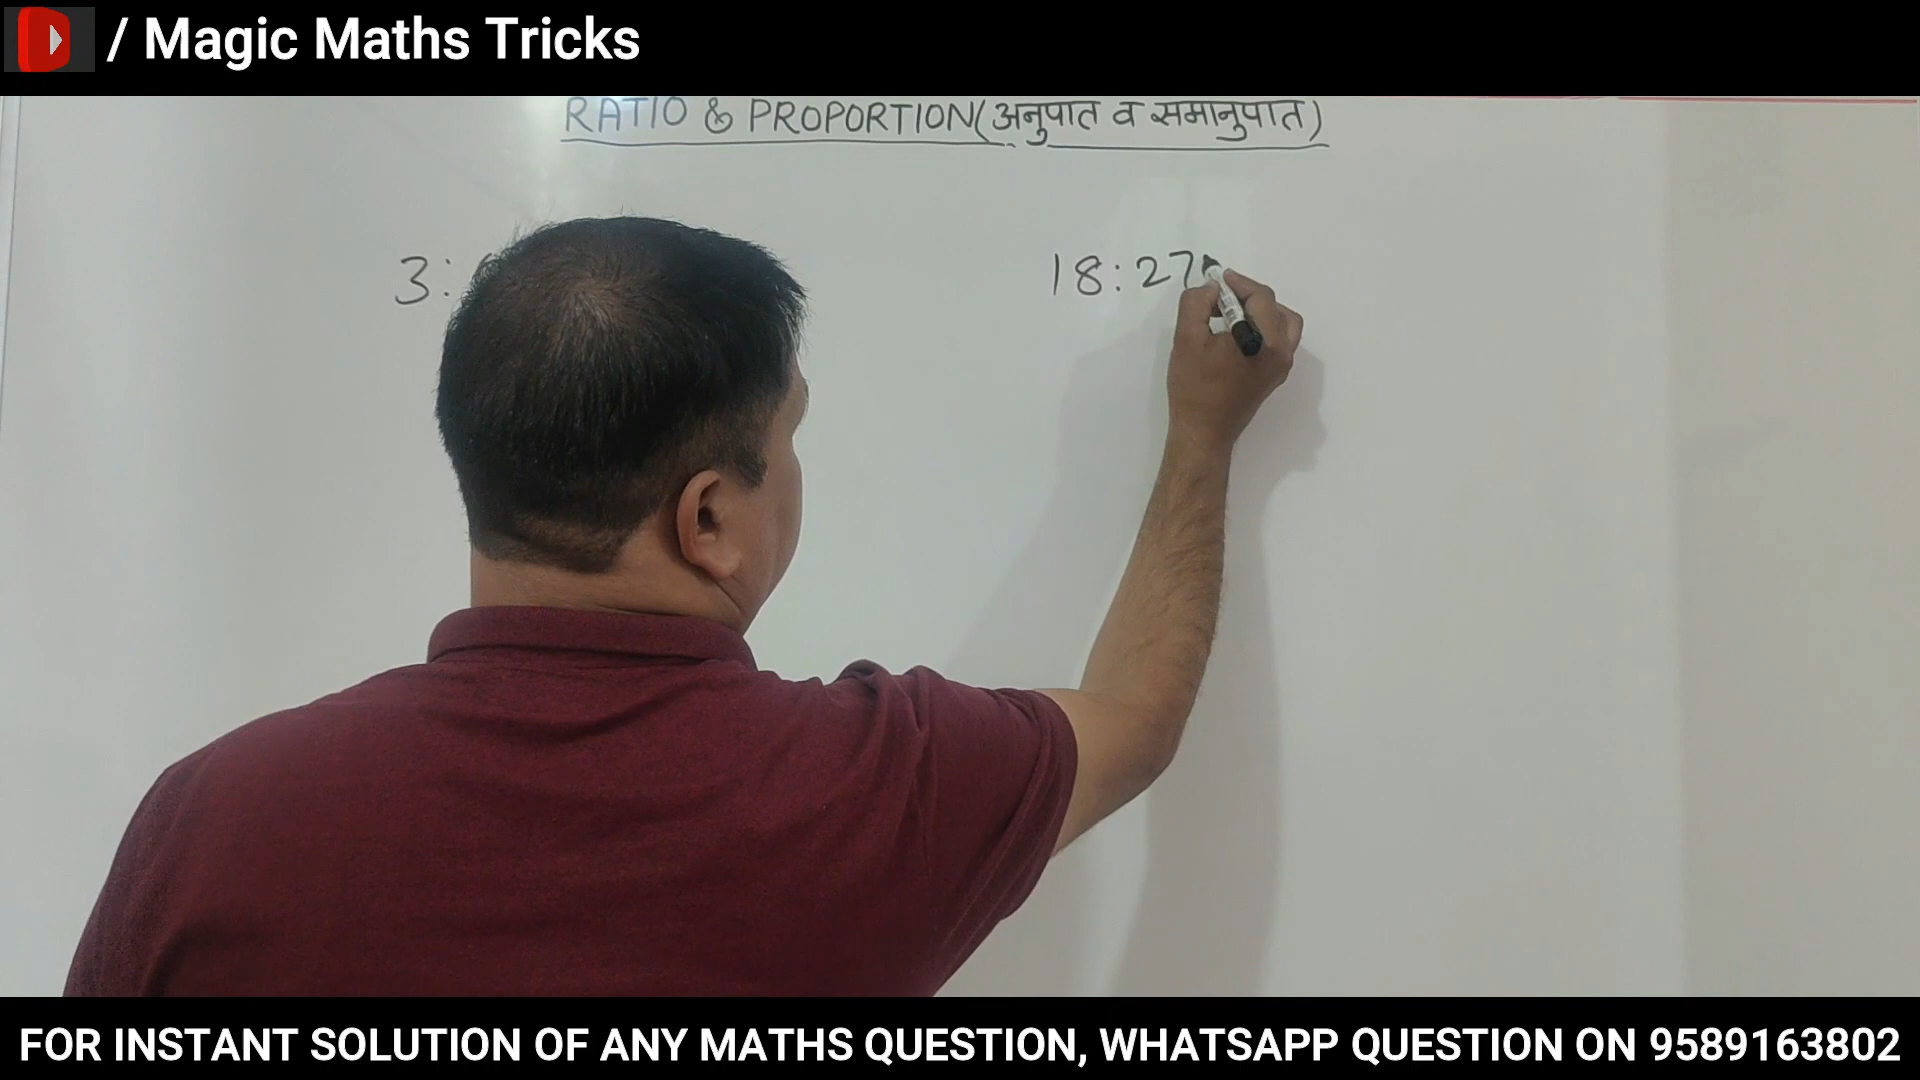 / Magic Maths Tricks
RATIO & PROPORTION(अनुपात व समानुपात)
3: 18:27
FOR INSTANT SOLUTION OF ANY MATHS QUESTION, WHATSAPP QUESTION ON 9589163802